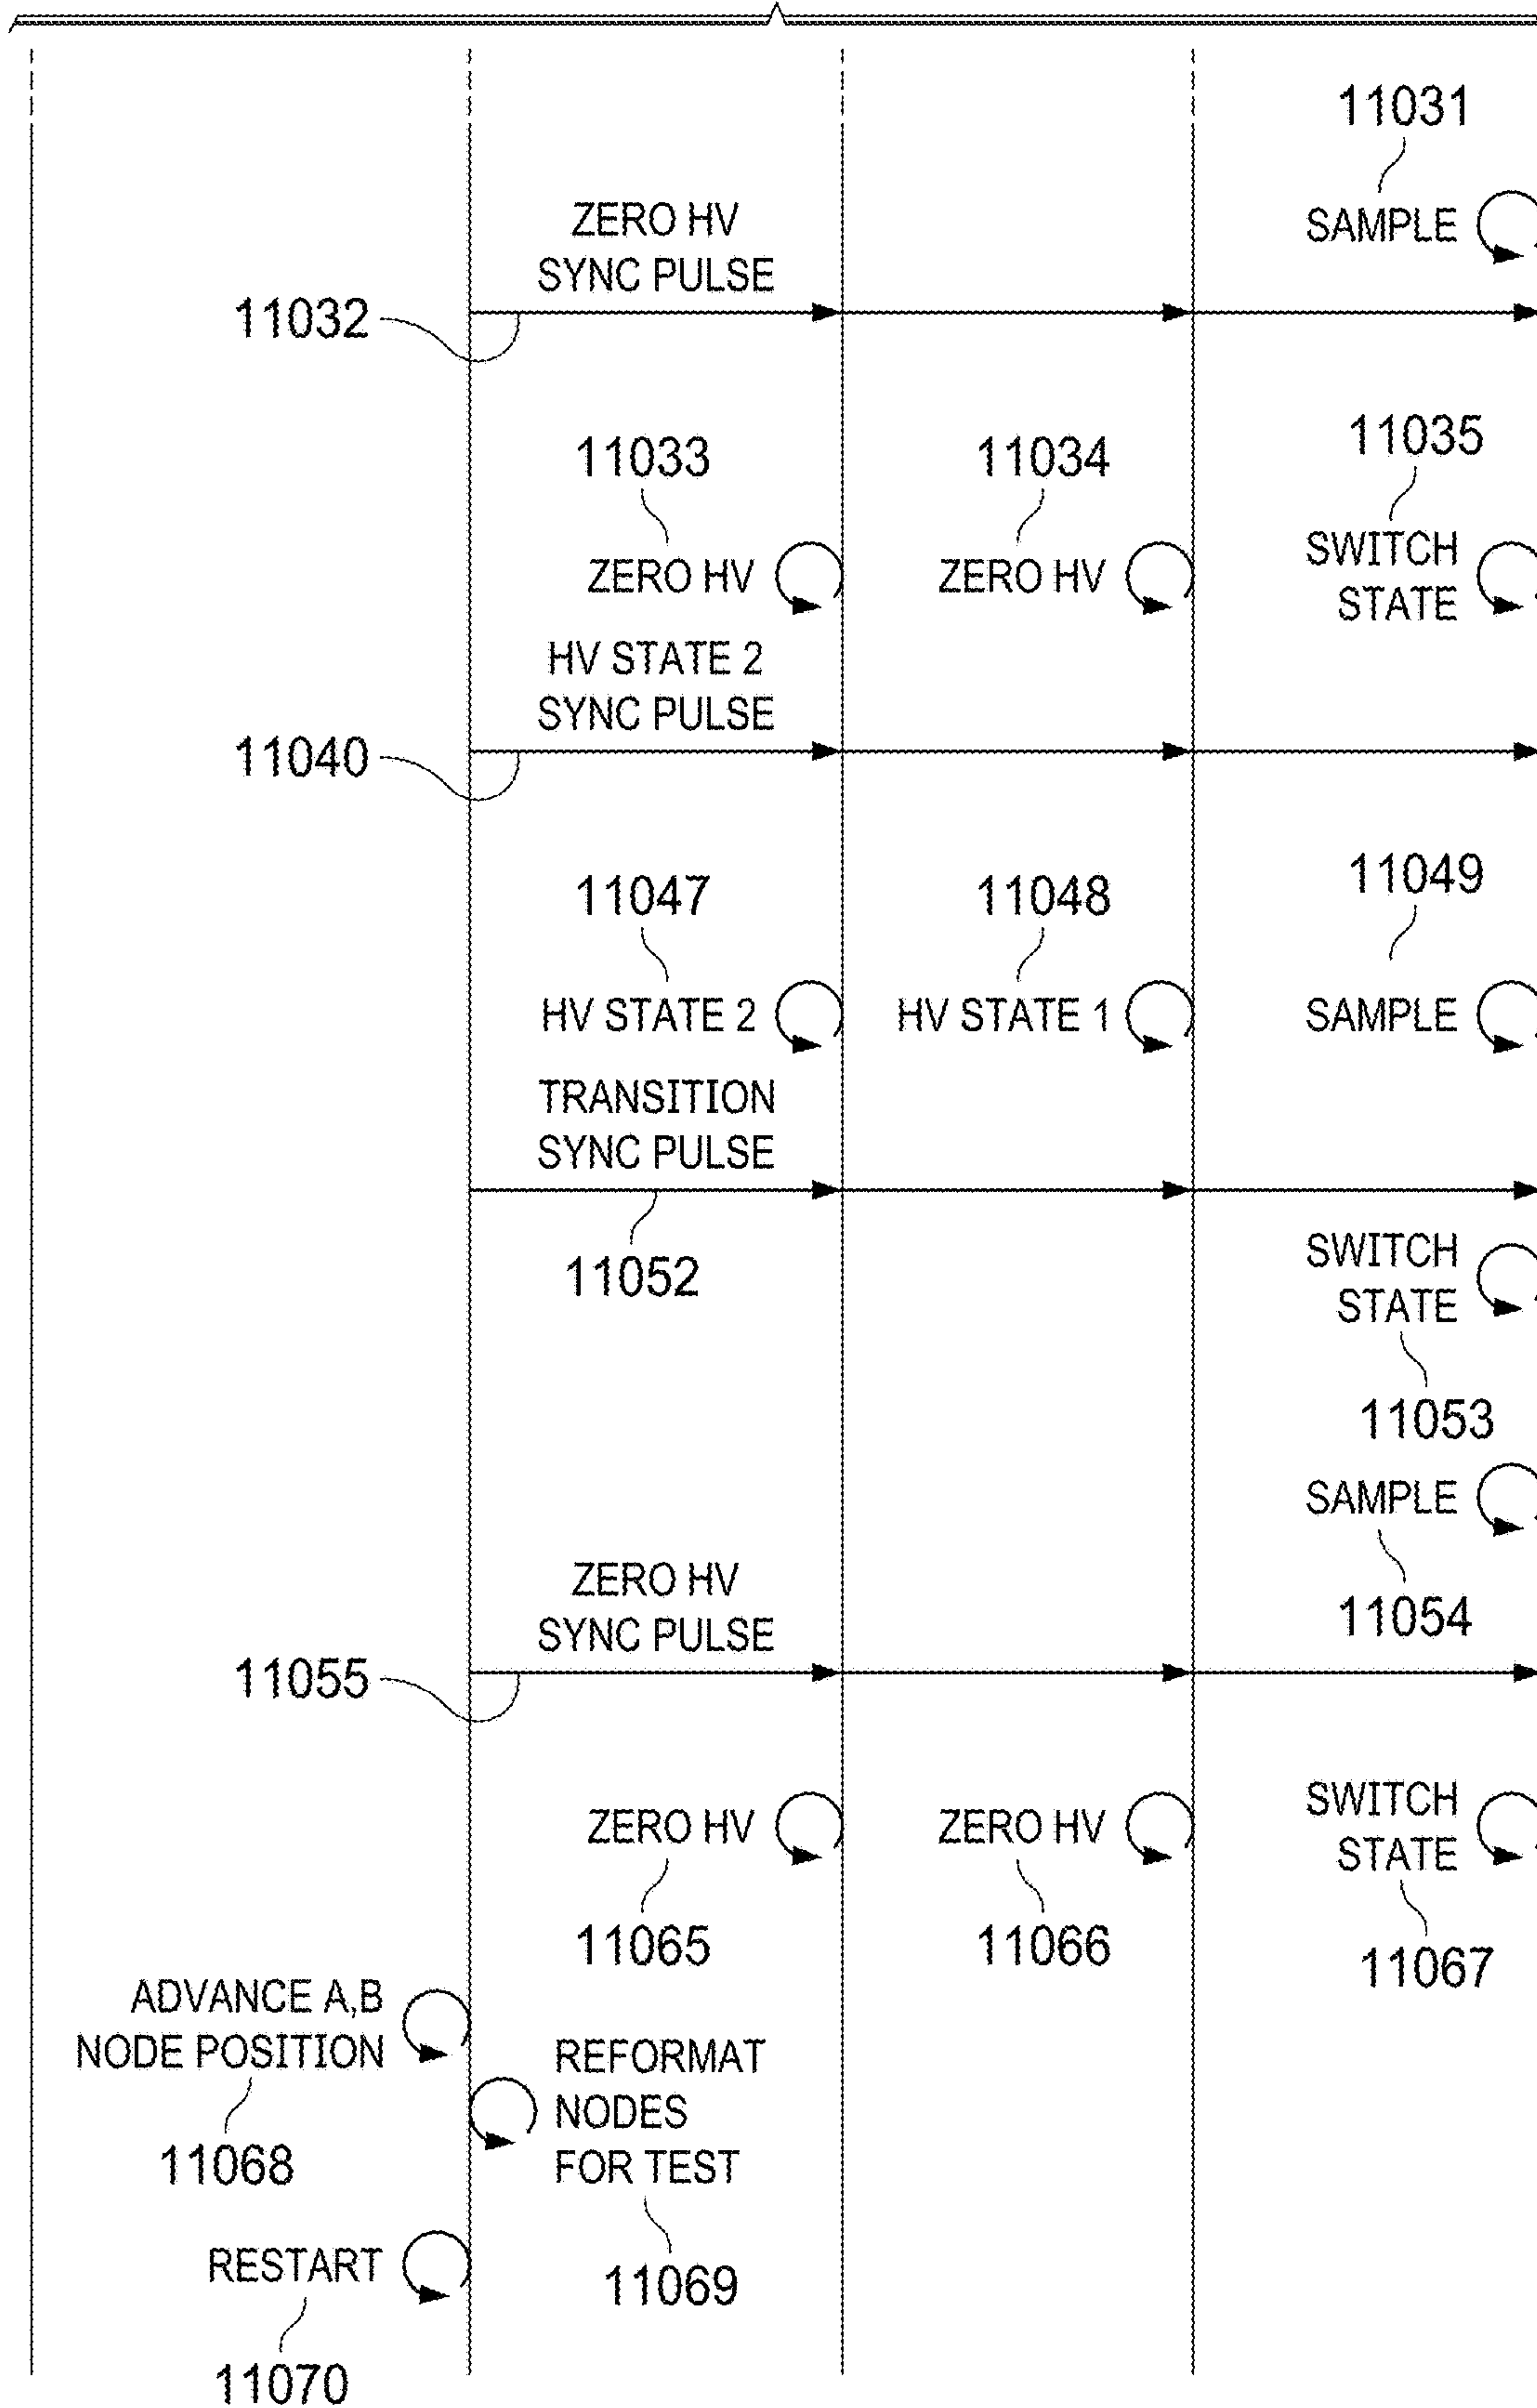 11031
SAMPLE
ZERO HV
SYNC PULSE
11032
11033
11034
11035
ZERO HV
ZERO HV
SWITCH
STATE
HV STATE 2
SYNC PULSE
11040
11047
11048
11049
HV STATE 2
HV STATE 1
SAMPLE
TRANSITION
SYNC PULSE
11052
SWITCH
STATE
11053
SAMPLE
11054
ZERO HV
SYNC PULSE
11055
ZERO HV
ZERO HV
SWITCH
STATE
11065
11066
11067
ADVANCE A,B
NODE POSITION
11068
REFORMAT
NODES
FOR TEST
11069
RESTART
11070